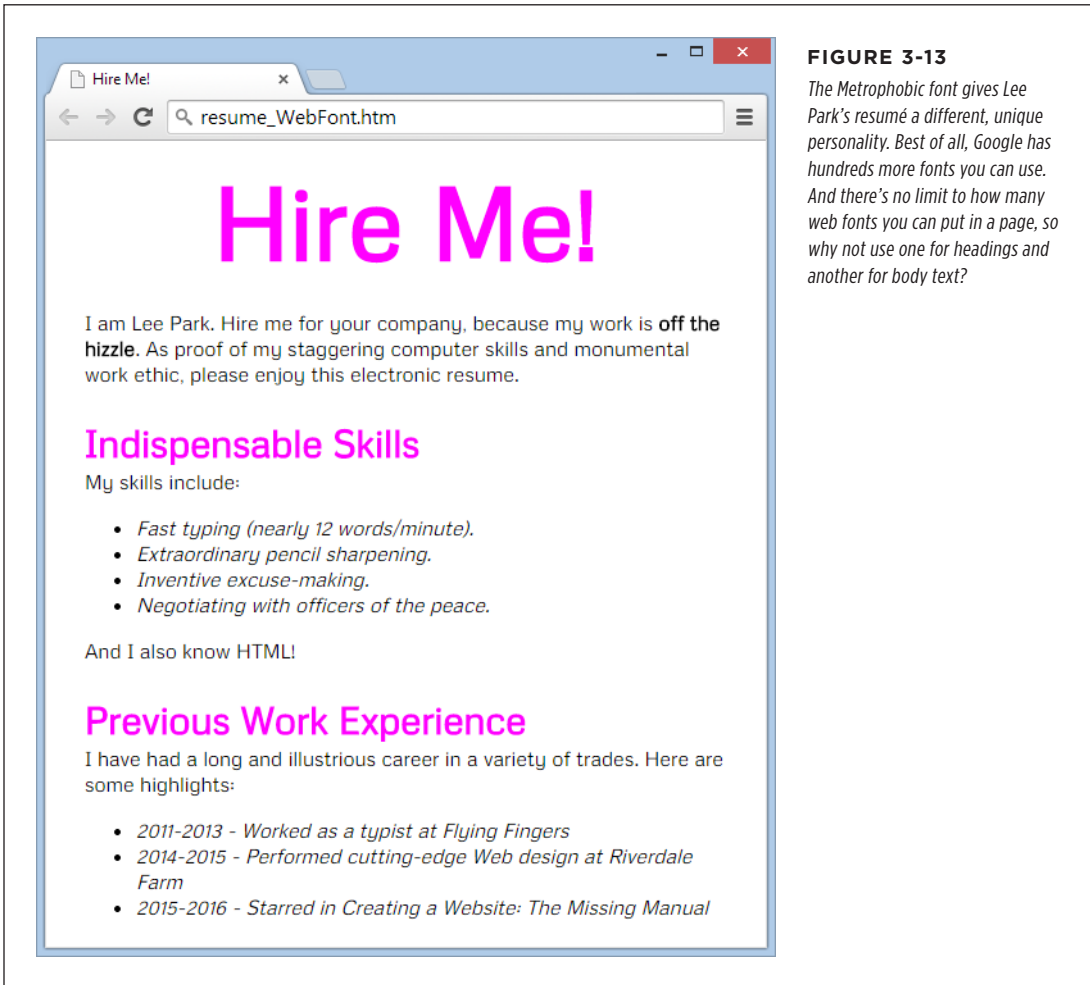 Hire Me!
resume_WebFont.htm
Hire Me!
I am Lee Park. Hire me for your company, because my work is off the
hizzle. As proof of my staggering computer skills and monumental
work ethic, please enjoy this electronic resume.
Indispensable Skills
My skills include:
• Fast typing (nearly 12 words/minute).
• Extraordinary pencil sharpening.
• Inventive excuse-making.
• Negotiating with officers of the peace.
And I also know HTML!
Previous Work Experience
I have had a long and illustrious career in a variety of trades. Here are
some highlights:
• 2011-2013 - Worked as a typist at Flying Fingers
• 2014-2015 - Performed cutting-edge Web design at Riverdale
Farm
• 2015-2016 - Starred in Creating a Website: The Missing Manual
FIGURE 3-13
The Metrophobic font gives Lee
Park's resumé a different, unique
personality. Best of all, Google has
hundreds more fonts you can use.
And there's no limit to how many
web fonts you can put in a page, so
why not use one for headings and
another for body text?